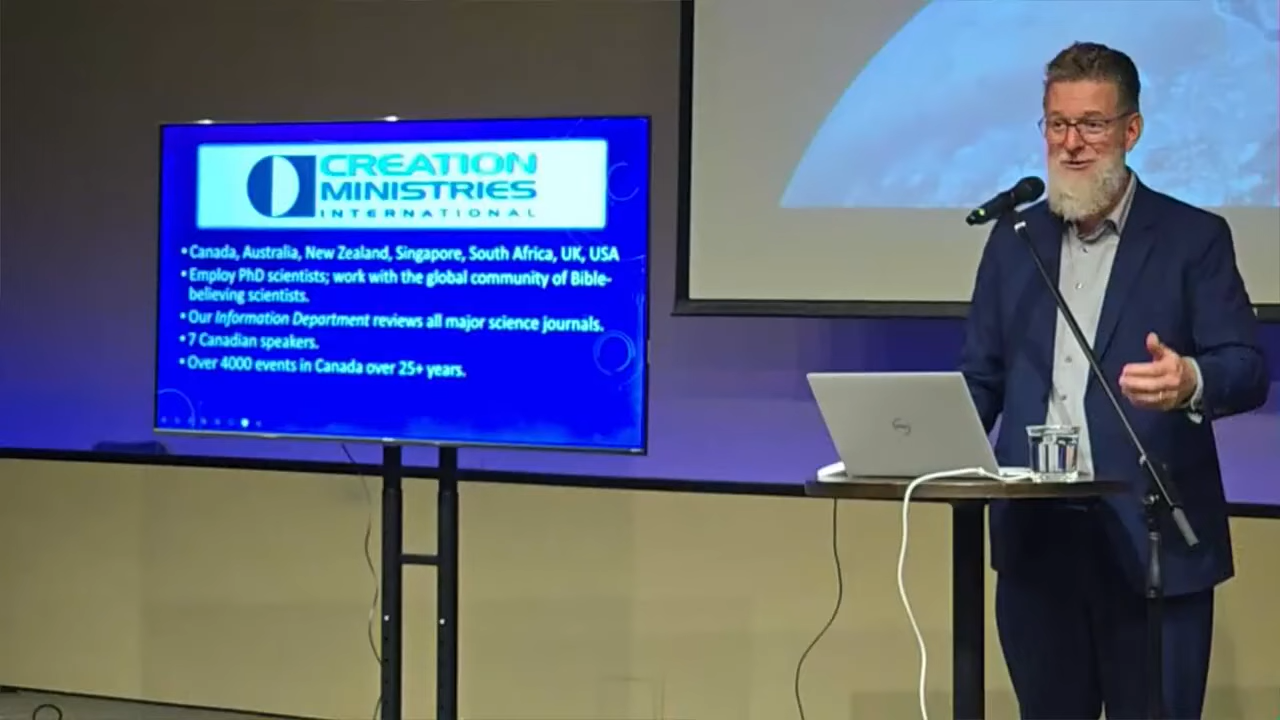 CREATION
MINISTRIES
INTERNATIONAL
• Canada, Australia, New Zealand, Singapore, South Africa, UK, USA
• Employ PhD scientists; work with the global community of Bible-
believing scientists.
• Our Information Department reviews all major science journals.
• 7 Canadian speakers.
• Over 4000 events in Canada over 25+ years.
DELL